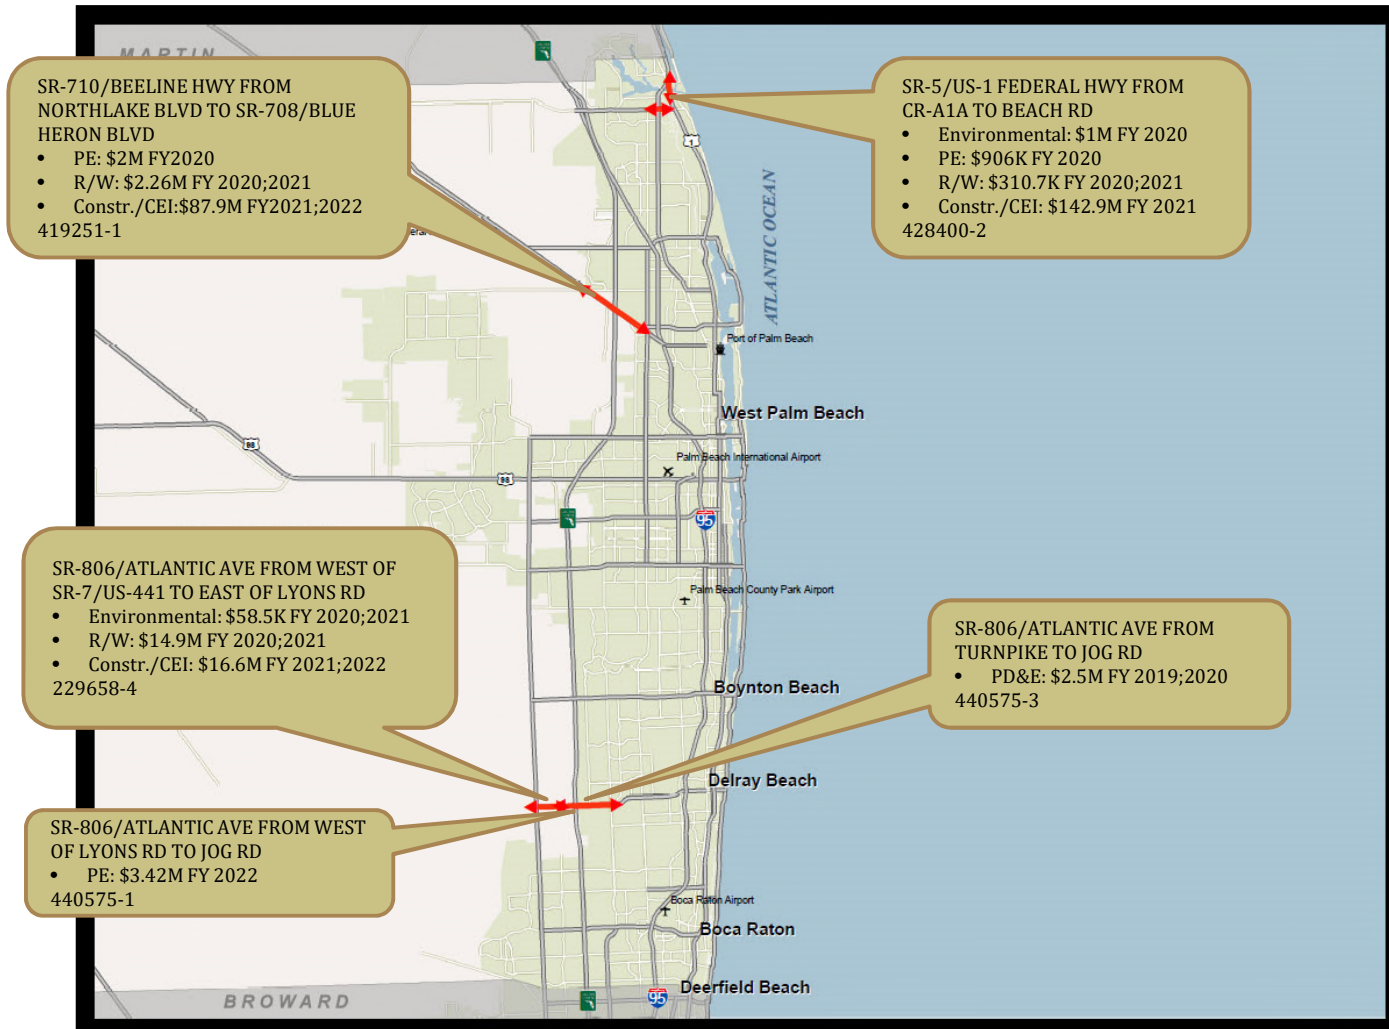 MARTIN
SR-710/BEELINE HWY FROM
NORTHLAKE BLVD TO SR-708/BLUE
HERON BLVD
• PE: $2M FY2020
• R/W: $2.26M FY 2020;2021
• Constr./CEI:$87.9M FY2021;2022
419251-1
SR-5/US-1 FEDERAL HWY FROM
CR-A1A TO BEACH RD
• Environmental: $1M FY 2020
• PE: $906K FY 2020
• R/W: $310.7K FY 2020;2021
• Constr./CEI: $142.9M FY 2021
428400-2
1
ATLANTIC OCEAN
Port of Palm Beach
West Palm Beach
98
Palm Beach International Airport
98
95
SR-806/ATLANTIC AVE FROM WEST OF
SR-7/US-441 TO EAST OF LYONS RD
• Environmental: $58.5K FY 2020;2021
• R/W: $14.9M FY 2020;2021
• Constr./CEI: $16.6M FY 2021;2022
229658-4
Palm Beach County Park Airport
SR-806/ATLANTIC AVE FROM
TURNPIKE TO JOG RD
• PD&E: $2.5M FY 2019;2020
440575-3
Boynton Beach
Delray Beach
SR-806/ATLANTIC AVE FROM WEST
OF LYONS RD TO JOG RD
• PE: $3.42M FY 2022
440575-1
Boca Raton Airport
Boca Raton
Deerfield Beach
BROWARD
95